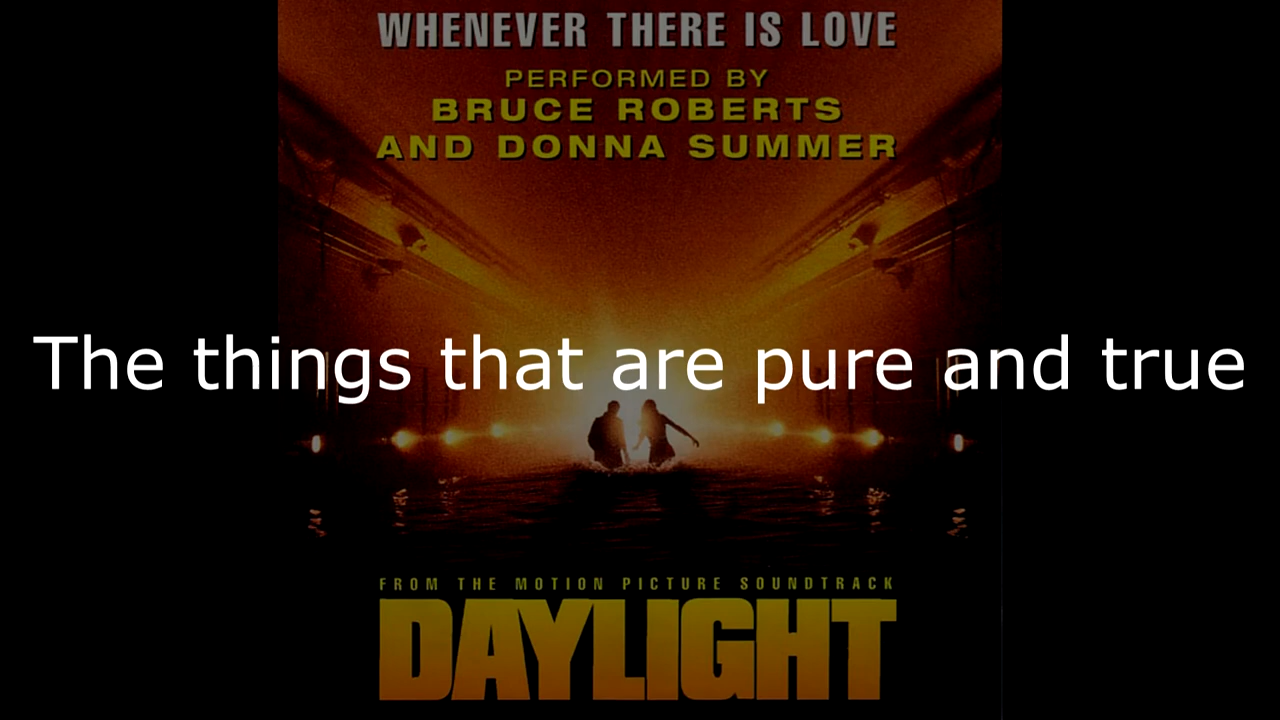 WHENEVER THERE IS LOVE
PERFORMED BY
BRUCE ROBERTS
AND DONNA SUMMER
The things that are pure and true
FROM THE MOTION PICTURE SOUNDTRACK
DAYLIGHT